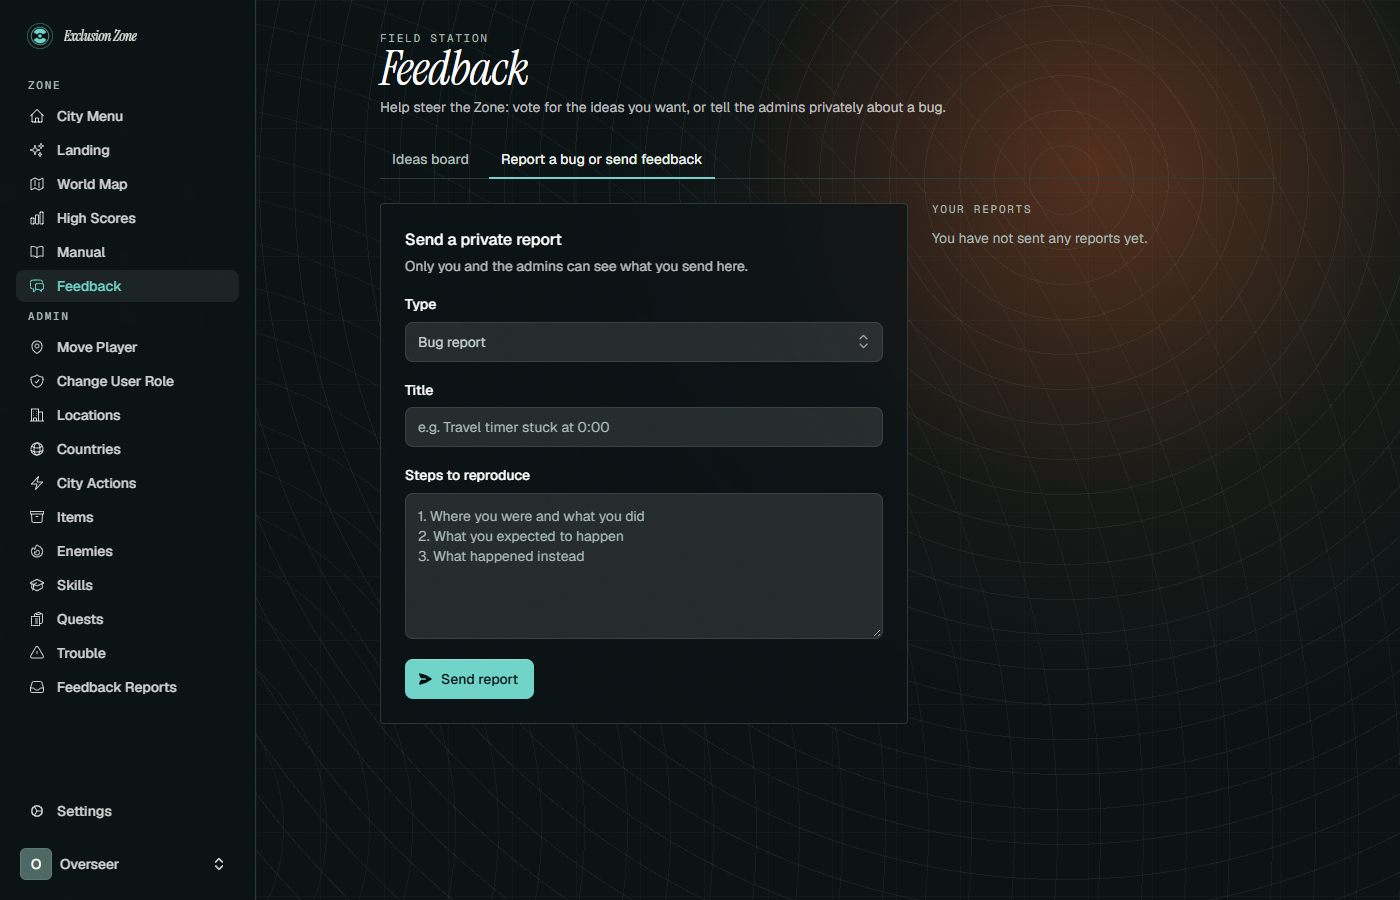 Exclusion Zone
ZONE
City Menu
Landing
World Map
High Scores
Manual
Feedback
ADMIN
Move Player
Change User Role
Locations
Countries
City Actions
Items
Enemies
Skills
Quests
Trouble
Feedback Reports
Settings
O Overseer
FIELD STATION
Feedback
Help steer the Zone: vote for the ideas you want, or tell the admins privately about a bug.
Ideas board Report a bug or send feedback
Send a private report
Only you and the admins can see what you send here.
Type
Bug report
Title
e.g. Travel timer stuck at 0:00
Steps to reproduce
1. Where you were and what you did
2. What you expected to happen
3. What happened instead
Send report
YOUR REPORTS
You have not sent any reports yet.